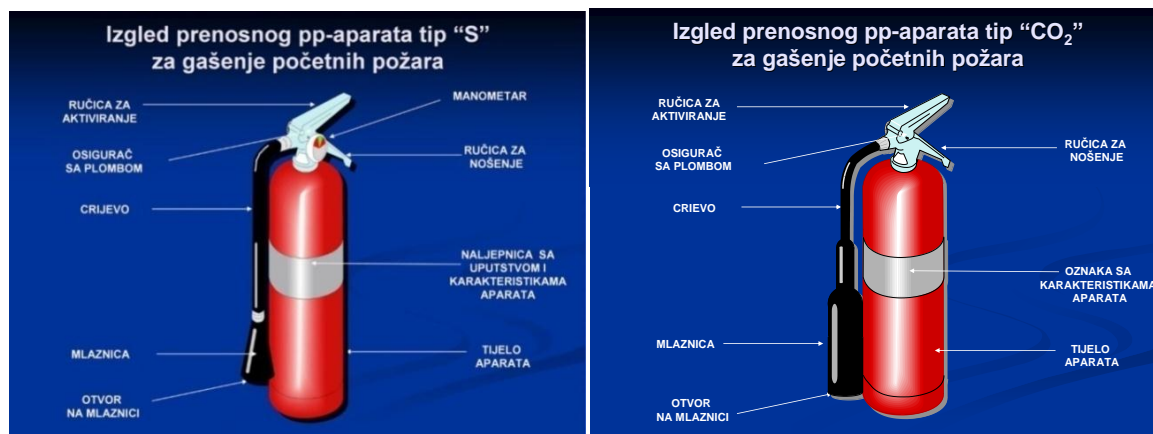 Izgled prenosnog pp-aparata tip “S”
za gašenje početnih požara
RUČICA ZA
AKTIVIRANJE
MANOMETAR
OSIGURAČ
SA PLOMBOM
RUČICA ZA
NOŠENJE
CRIJEVO
NALJEPNICA SA
UPUTSTVOM I
KARAKTERISTIKAMA
APARATA
MLAZNICA
TIJELO
APARATA
OTVOR
NA MLAZNICI
Izgled prenosnog pp-aparata tip “CO₂”
za gašenje početnih požara
RUČICA ZA
AKTIVIRANJE
OSIGURAČ
SA PLOMBOM
RUČICA ZA
NOŠENJE
CRIEVO
OZNAKA SA
KARAKTERISTIKAMA
APARATA
MLAZNICA
TIJELO
APARATA
OTVOR
NA MLAZNICI